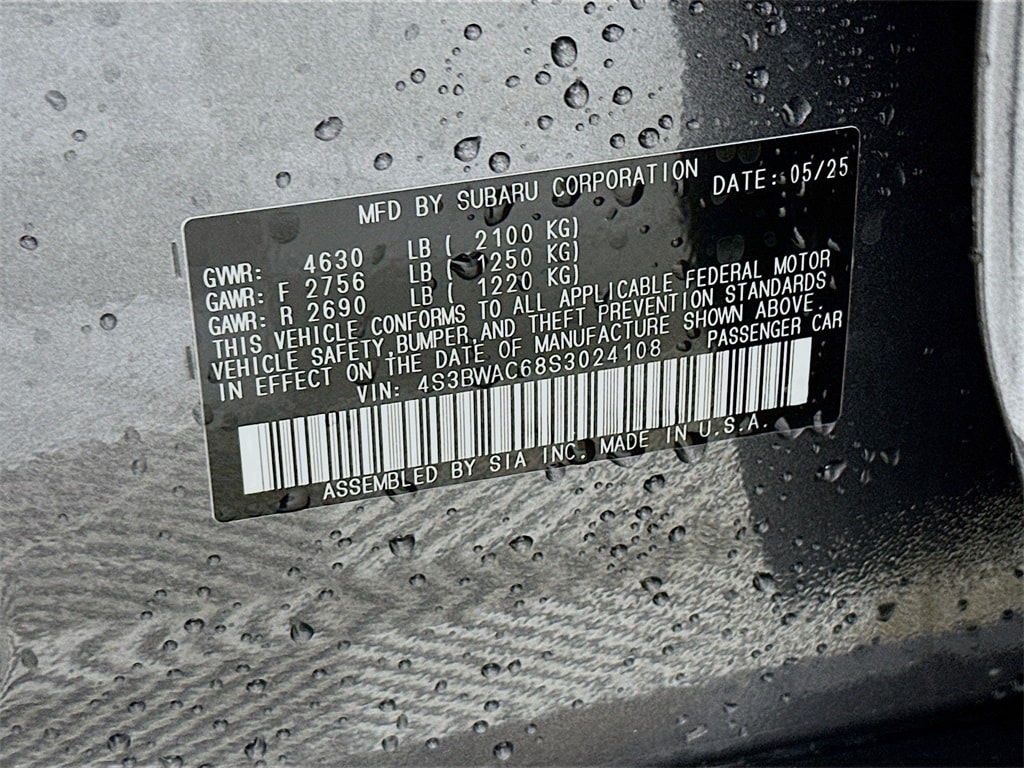 MFD BY SUBARU CORPORATION DATE: 05/25
GVWR: 4630 LB ( 2100 KG)
GAWR: F 2756 LB ( 1250 KG)
GAWR: R 2690 LB ( 1220 KG)
THIS VEHICLE CONFORMS TO ALL APPLICABLE FEDERAL MOTOR
VEHICLE SAFETY,BUMPER,AND THEFT PREVENTION STANDARDS
IN EFFECT ON THE DATE OF MANUFACTURE SHOWN ABOVE.
VIN: 4S3BWAC68S3024108 PASSENGER CAR
ASSEMBLED BY SIA INC. MADE IN U.S.A.